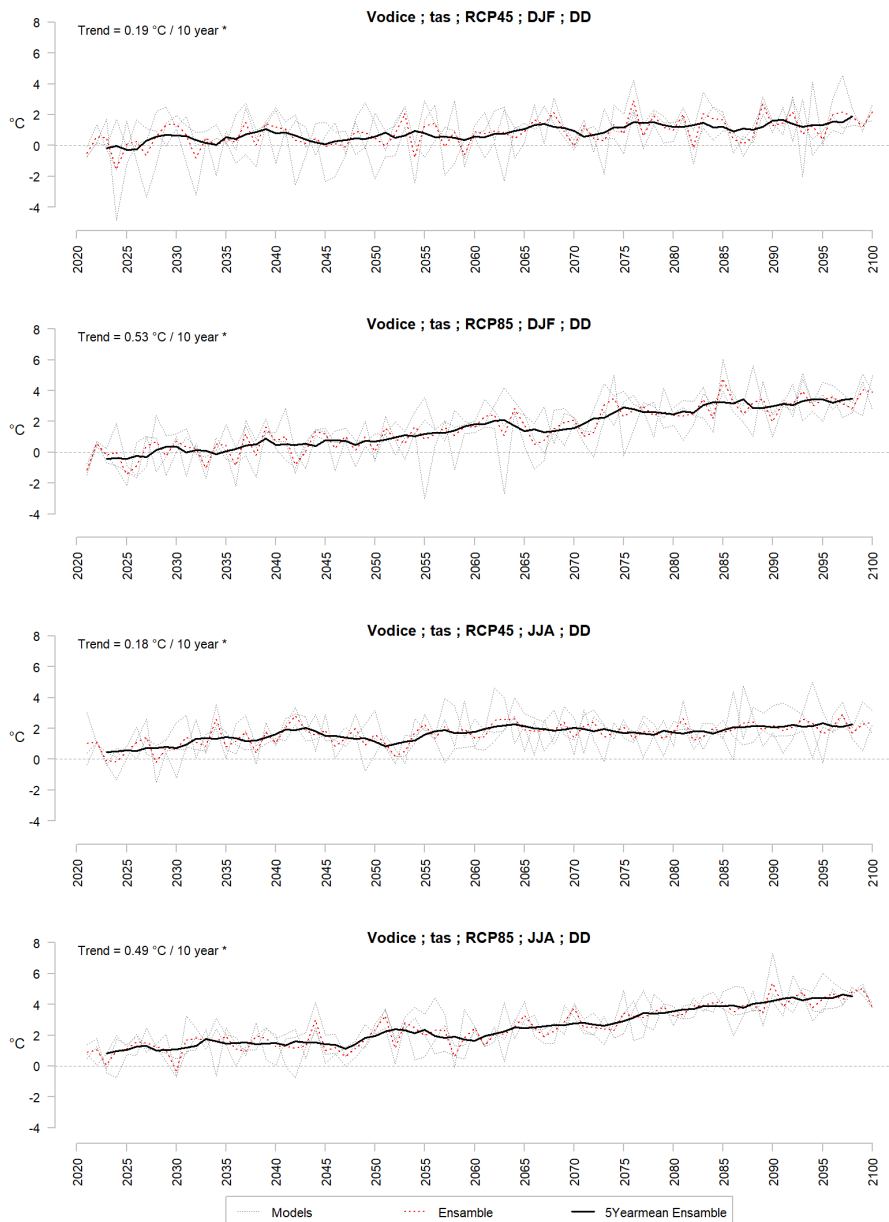 Vodice ; tas ; RCP45 ; DJF ; DD
Trend = 0.19 °C / 10 year *
8
6
4
2
0
-2
-4
°C
2020 2025 2030 2035 2040 2045 2050 2055 2060 2065 2070 2075 2080 2085 2090 2095 2100
Vodice ; tas ; RCP85 ; DJF ; DD
Trend = 0.53 °C / 10 year *
8
6
4
2
0
-2
-4
°C
2020 2025 2030 2035 2040 2045 2050 2055 2060 2065 2070 2075 2080 2085 2090 2095 2100
Vodice ; tas ; RCP45 ; JJA ; DD
Trend = 0.18 °C / 10 year *
8
6
4
2
0
-2
-4
°C
2020 2025 2030 2035 2040 2045 2050 2055 2060 2065 2070 2075 2080 2085 2090 2095 2100
Vodice ; tas ; RCP85 ; JJA ; DD
Trend = 0.49 °C / 10 year *
8
6
4
2
0
-2
-4
°C
2020 2025 2030 2035 2040 2045 2050 2055 2060 2065 2070 2075 2080 2085 2090 2095 2100
Models Ensamble 5Yearmean Ensamble